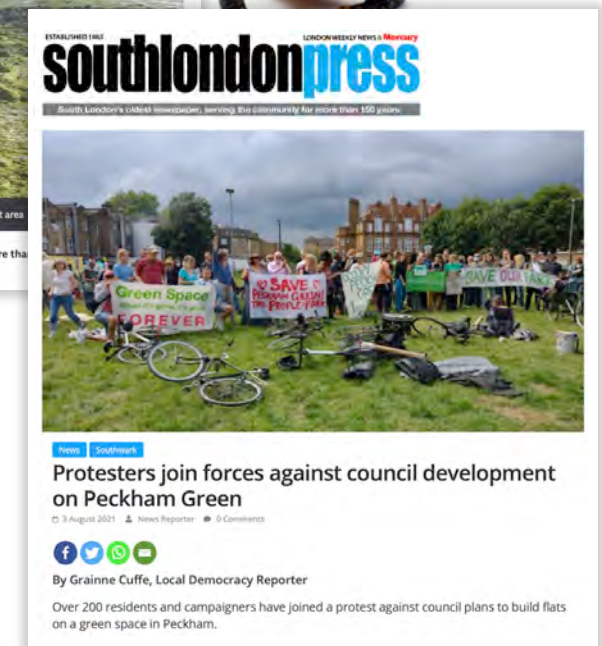 t area
re tha
ESTABLISHED 1865
LONDON WEEKLY NEWS & Mercury
southlondonpress
South London's oldest newspaper, serving the community for more than 150 years
Green Space
FOREVER
SAVE
PECKHAM GREEN
THE PEOPLE PARK
SAVE OUR PARK
News Southwark
Protesters join forces against council development
on Peckham Green
3 August 2021 News Reporter 0 Comments
By Grainne Cuffe, Local Democracy Reporter
Over 200 residents and campaigners have joined a protest against council plans to build flats
on a green space in Peckham.